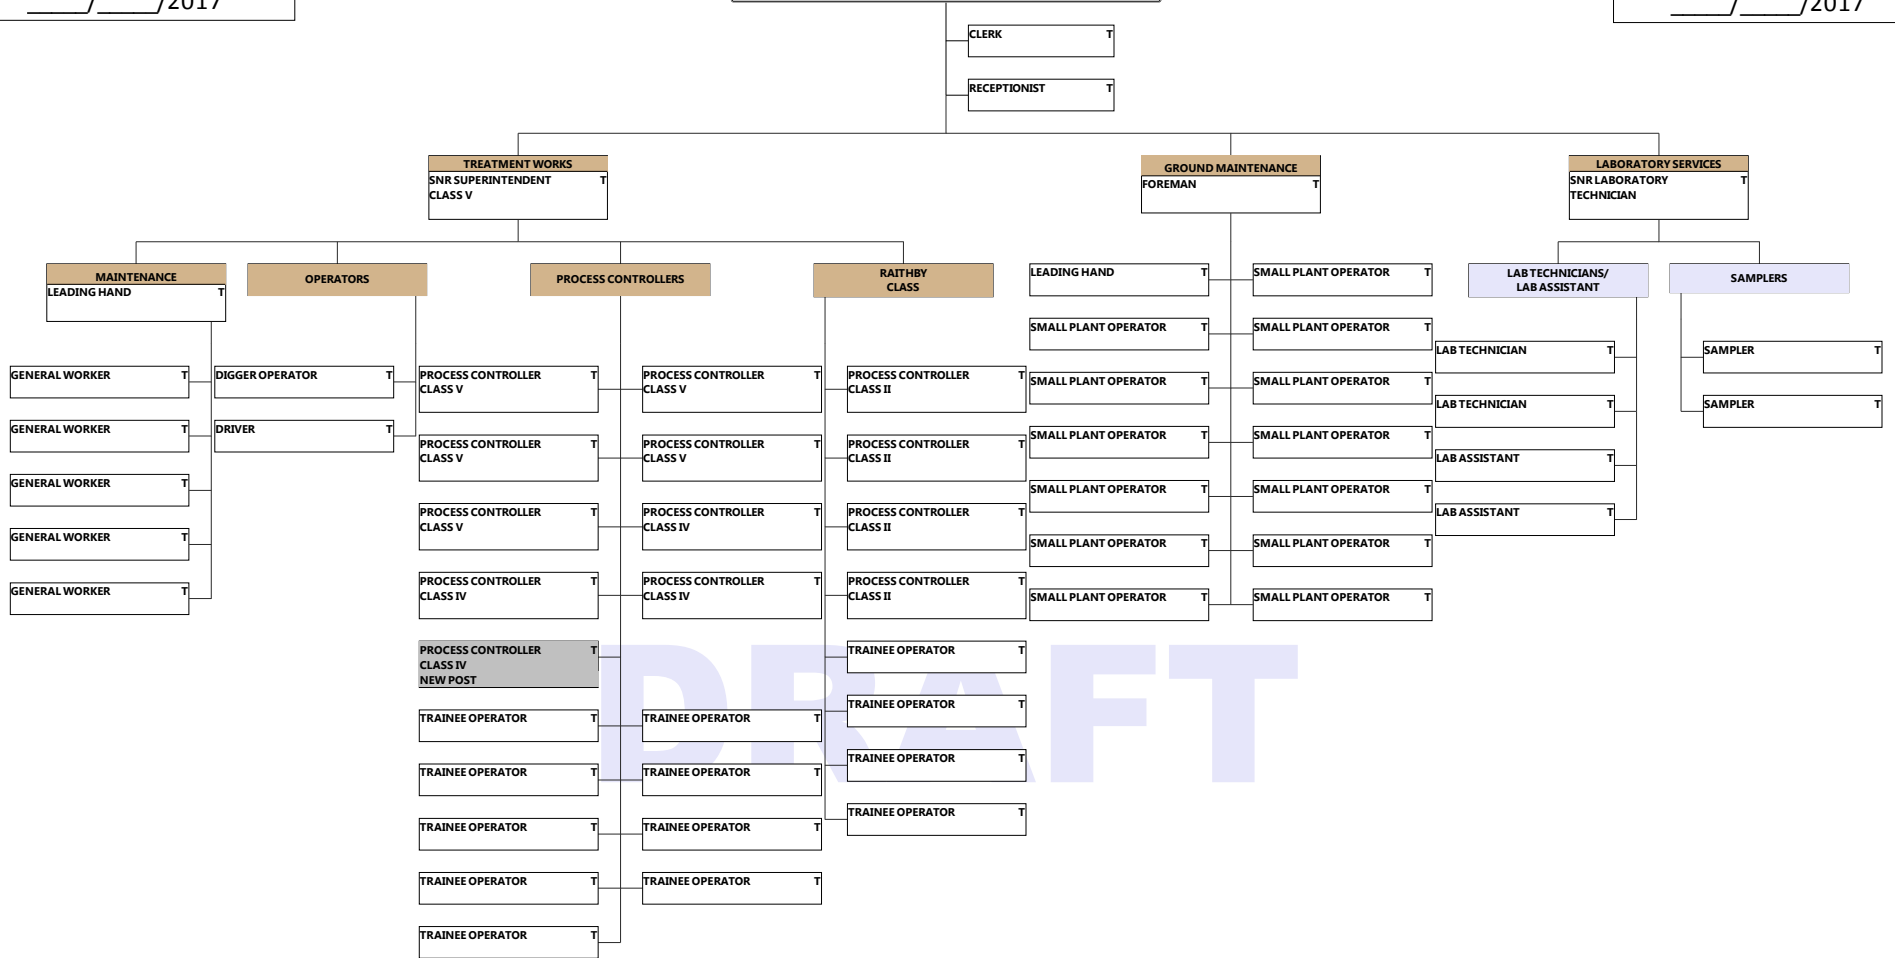 _____/_____/2017
_____/_____/2017
CLERK T
RECEPTIONIST T
TREATMENT WORKS
SNR SUPERINTENDENT T
CLASS V
GROUND MAINTENANCE
FOREMAN T
LABORATORY SERVICES
SNR LABORATORY T
TECHNICIAN
MAINTENANCE
LEADING HAND T
GENERAL WORKER T
GENERAL WORKER T
GENERAL WORKER T
GENERAL WORKER T
GENERAL WORKER T
OPERATORS
DIGGER OPERATOR T
DRIVER T
PROCESS CONTROLLERS
PROCESS CONTROLLER T
CLASS V
PROCESS CONTROLLER T
CLASS V
PROCESS CONTROLLER T
CLASS V
PROCESS CONTROLLER T
CLASS IV
PROCESS CONTROLLER T
CLASS IV
NEW POST
TRAINEE OPERATOR T
TRAINEE OPERATOR T
TRAINEE OPERATOR T
TRAINEE OPERATOR T
TRAINEE OPERATOR T
PROCESS CONTROLLER T
CLASS V
PROCESS CONTROLLER T
CLASS V
PROCESS CONTROLLER T
CLASS IV
PROCESS CONTROLLER T
CLASS IV
TRAINEE OPERATOR T
TRAINEE OPERATOR T
TRAINEE OPERATOR T
TRAINEE OPERATOR T
RAITHBY
CLASS
PROCESS CONTROLLER T
CLASS II
PROCESS CONTROLLER T
CLASS II
PROCESS CONTROLLER T
CLASS II
PROCESS CONTROLLER T
CLASS II
TRAINEE OPERATOR T
TRAINEE OPERATOR T
TRAINEE OPERATOR T
TRAINEE OPERATOR T
LEADING HAND T
SMALL PLANT OPERATOR T
SMALL PLANT OPERATOR T
SMALL PLANT OPERATOR T
SMALL PLANT OPERATOR T
SMALL PLANT OPERATOR T
SMALL PLANT OPERATOR T
SMALL PLANT OPERATOR T
SMALL PLANT OPERATOR T
SMALL PLANT OPERATOR T
SMALL PLANT OPERATOR T
SMALL PLANT OPERATOR T
SMALL PLANT OPERATOR T
SMALL PLANT OPERATOR T
LAB TECHNICIANS/
LAB ASSISTANT
LAB TECHNICIAN T
LAB TECHNICIAN T
LAB ASSISTANT T
LAB ASSISTANT T
SAMPLERS
SAMPLER T
SAMPLER T
DRAFT